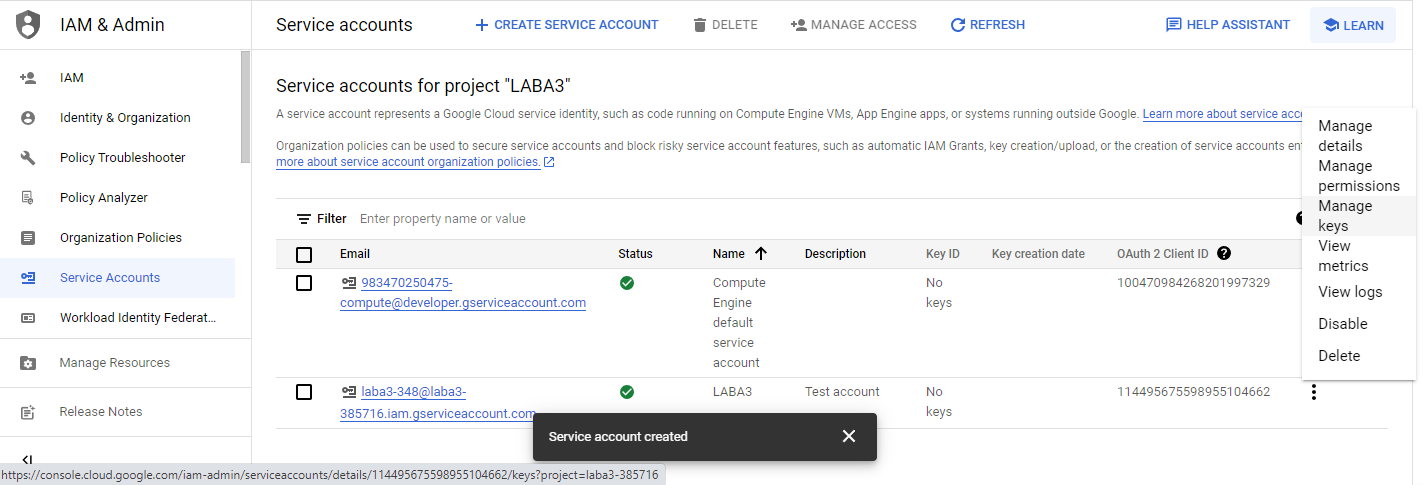 IAM & Admin
Service accounts
CREATE SERVICE ACCOUNT
DELETE
MANAGE ACCESS
REFRESH
HELP ASSISTANT
LEARN
IAM
Identity & Organization
Policy Troubleshooter
Policy Analyzer
Organization Policies
Service Accounts
Workload Identity Federat...
Manage Resources
Release Notes
Service accounts for project "LABA3"
A service account represents a Google Cloud service identity, such as code running on Compute Engine VMs, App Engine apps, or systems running outside Google. Learn more about service acc
Organization policies can be used to secure service accounts and block risky service account features, such as automatic IAM Grants, key creation/upload, or the creation of service accounts ent
more about service account organization policies.
Filter Enter property name or value
Email Status Name Description Key ID Key creation date OAuth 2 Client ID
983470250475-
compute@developer.gserviceaccount.com
Compute
Engine
default
service
account
No
keys
100470984268201997329
laba3-348@laba3-
385716.iam.gserviceaccount.com
LABA3
Test account
No
keys
114495675598955104662
Manage
details
Manage
permissions
Manage
keys
View
metrics
View logs
Disable
Delete
Service account created
https://console.cloud.google.com/iam-admin/serviceaccounts/details/114495675598955104662/keys?project=laba3-385716